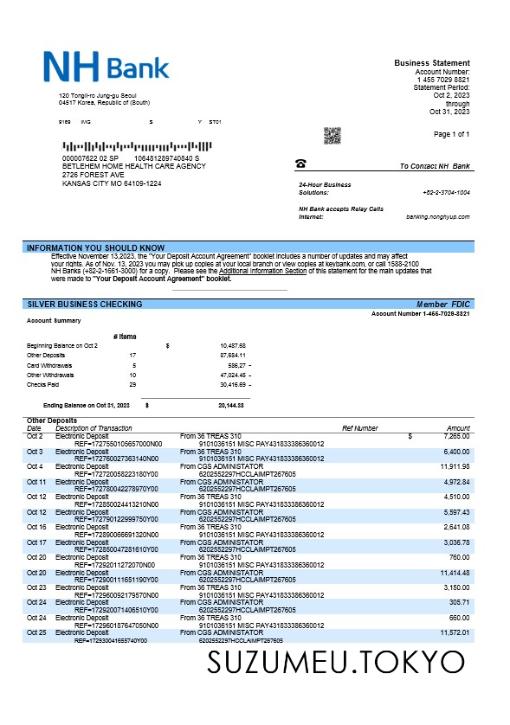 NH Bank
120 Tongil-ro Jung-gu Seoul
04517 Korea, Republic of (South)
Business Statement
Account Number:
1 455 7029 8821
Statement Period:
Oct 2, 2023
through
Oct 31, 2023
Page 1 of 1
9169 IMG S Y ST01
000007622 02 SP 106481289740840 S
BETLEHEM HOME HEALTH CARE AGENCY
2726 FOREST AVE
KANSAS CITY MO 64109-1224
To Contact NH Bank
24-Hour Business
Solutions: +82-2-3704-1004
NH Bank accepts Relay Calls
Internet: banking.nonghyup.com
INFORMATION YOU SHOULD KNOW
Effective November 13,2023, the "Your Deposit Account Agreement" booklet includes a number of updates and may affect
your rights. As of Nov. 13, 2023 you may pick up copies at your local branch or view copies at keybank.com, or call 1588-2100
NH Banks (+82-2-1661-3000) for a copy. Please see the Additional Information Section of this statement for the main updates that
were made to "Your Deposit Account Agreement" booklet.
SILVER BUSINESS CHECKING Member FDIC
Account Number 1-455-7029-8821
Account Summary
# Items
Beginning Balance on Oct 2 $ 10,487.68
Other Deposits 17 87,684.11
Card Withdrawals 5 586,27 -
Other Withdrawals 10 47,024.45 -
Checks Paid 29 30,416.69 -
Ending Balance on Oct 31, 2023 $ 20,144.38
Other Deposits
Date Description of Transaction Ref Number Amount
Oct 2 Electronic Deposit From 36 TREAS 310 $ 7,265.00
REF=1727550105657000N00 9101036151 MISC PAY431833386360012
Oct 3 Electronic Deposit From 36 TREAS 310 6,400.00
REF=172760027363140N00 9101036151 MISC PAY431833386360012
Oct 4 Electronic Deposit From CGS ADMINISTATOR 11,911.98
REF=172720058223180Y00 6202552297HCCLAIMPT267605
Oct 11 Electronic Deposit From CGS ADMINISTATOR 4,972.84
REF=172780042278970Y00 6202552297HCCLAIMPT267605
Oct 12 Electronic Deposit From 36 TREAS 310 4,510.00
REF=172850024413210N00 9101036151 MISC PAY431833386360012
Oct 12 Electronic Deposit From CGS ADMINISTATOR 5,597.43
REF=172790122999750Y00 6202552297HCCLAIMPT267605
Oct 16 Electronic Deposit From 36 TREAS 310 2,641.08
REF=172890066691320N00 9101036151 MISC PAY431833386360012
Oct 17 Electronic Deposit From CGS ADMINISTATOR 3,036.78
REF=172850047281610Y00 6202552297HCCLAIMPT267605
Oct 20 Electronic Deposit From 36 TREAS 310 760.00
REF=17292011272070N00 9101036151 MISC PAY431833386360012
Oct 20 Electronic Deposit From CGS ADMINISTATOR 11,414.48
REF=172900111651190Y00 6202552297HCCLAIMPT267605
Oct 23 Electronic Deposit From 36 TREAS 310 3,150.00
REF=172960092179570N00 9101036151 MISC PAY431833386360012
Oct 24 Electronic Deposit From CGS ADMINISTATOR 305.71
REF=172920071406510Y00 6202552297HCCLAIMPT267605
Oct 24 Electronic Deposit From 36 TREAS 310 660.00
REF=172960187647050N00 9101036151 MISC PAY431833386360012
Oct 25 Electronic Deposit From CGS ADMINISTATOR 11,572.01
REF=172930041655740Y00 6202552297HCCLAIMPT267605
SUZUMEU.TOKYO